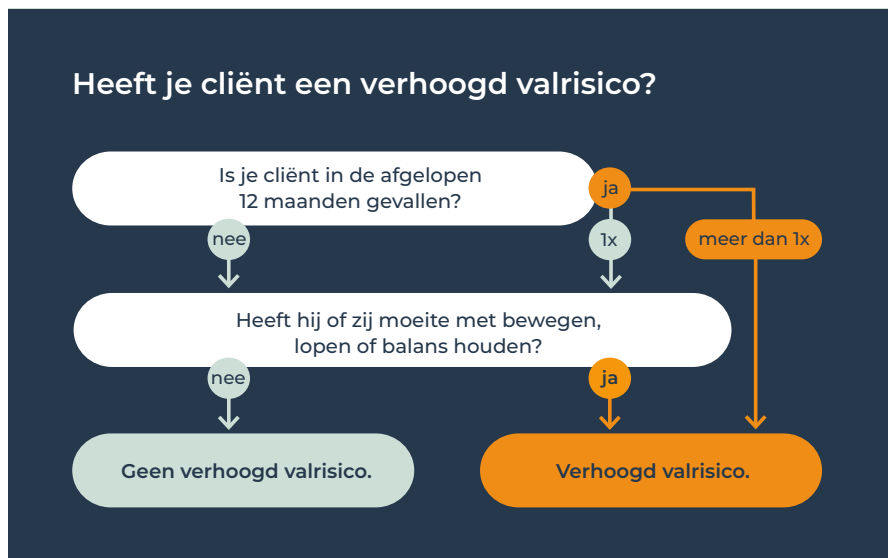 Heeft je cliënt een verhoogd valrisico?
Is je cliënt in de afgelopen
12 maanden gevallen?
ja
nee
1x
meer dan 1x
Heeft hij of zij moeite met bewegen,
lopen of balans houden?
nee
ja
Geen verhoogd valrisico.
Verhoogd valrisico.